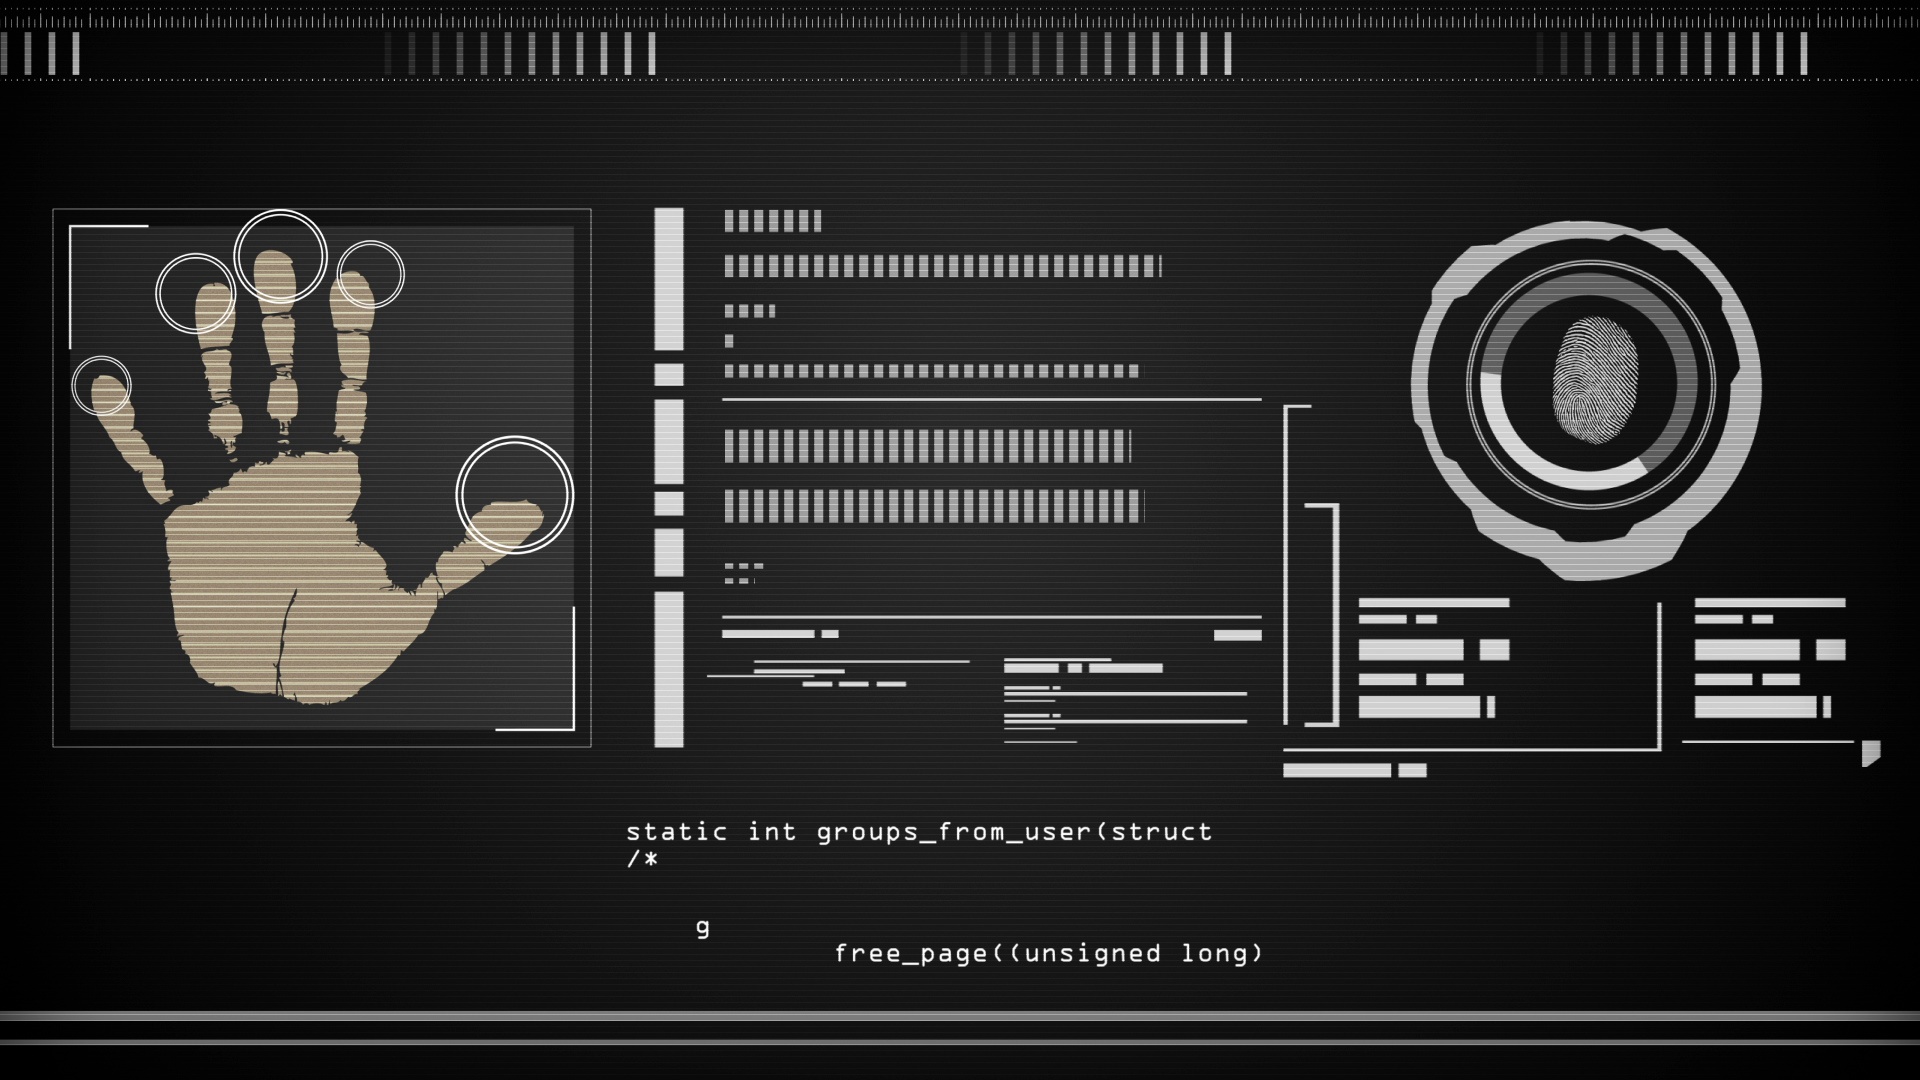 static int groups_from_user(struct
/*
g
free_page((unsigned long)